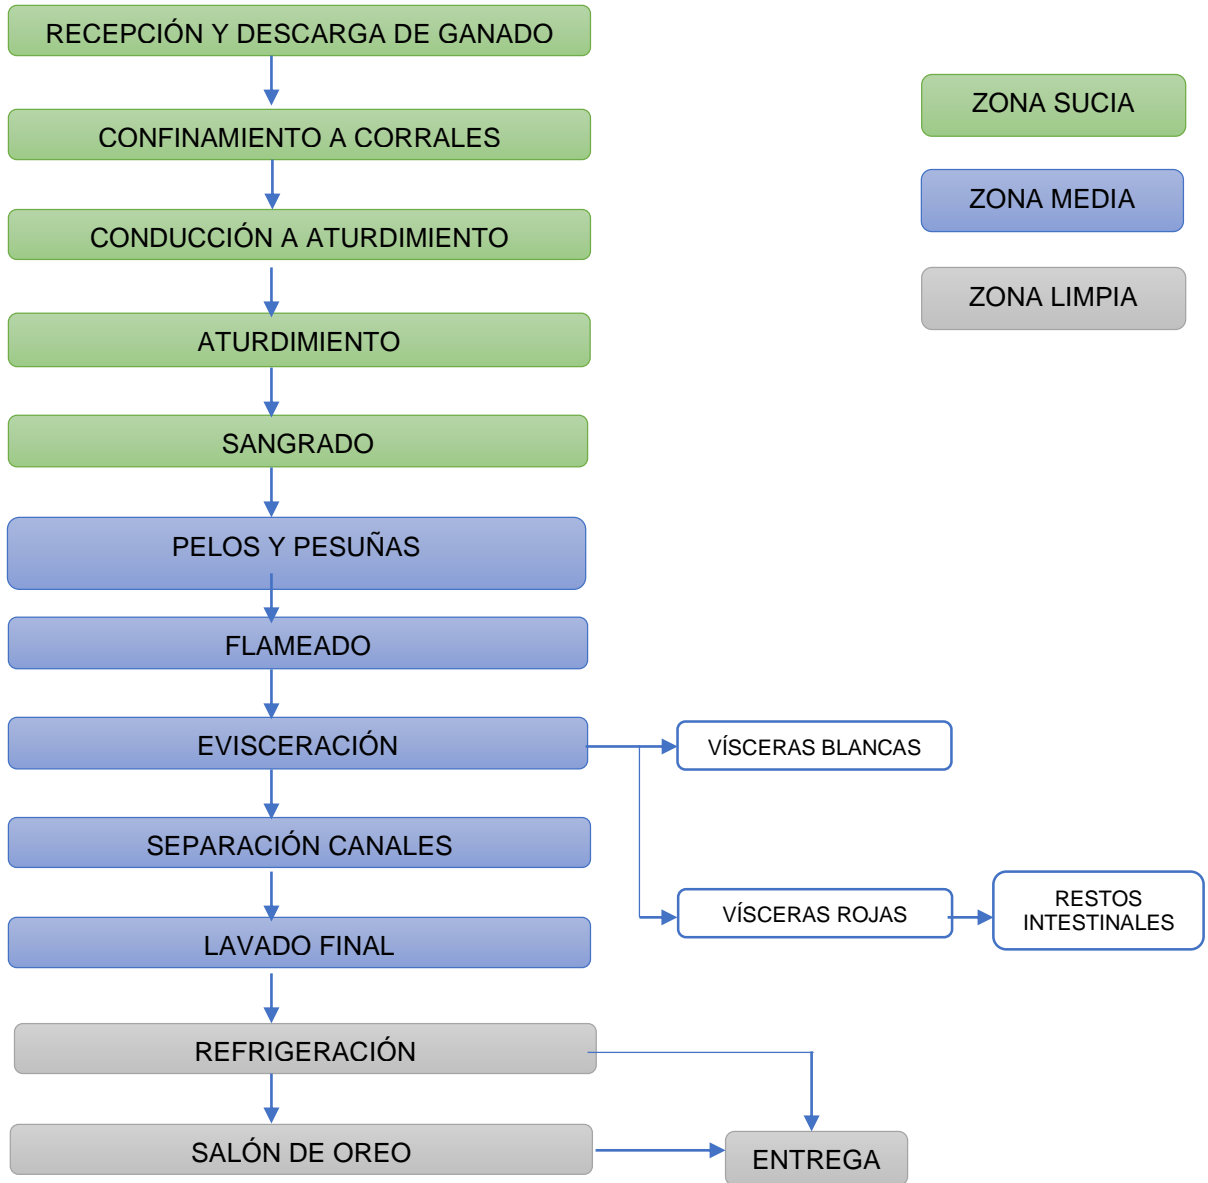 RECEPCIÓN Y DESCARGA DE GANADO
CONFINAMIENTO A CORRALES
CONDUCCIÓN A ATURDIMIENTO
ATURDIMIENTO
SANGRADO
PELOS Y PESUÑAS
FLAMEADO
EVISCERACIÓN
VÍSCERAS BLANCAS
SEPARACIÓN CANALES
VÍSCERAS ROJAS
RESTOS
INTESTINALES
LAVADO FINAL
REFRIGERACIÓN
SALÓN DE OREO
ENTREGA
ZONA SUCIA
ZONA MEDIA
ZONA LIMPIA